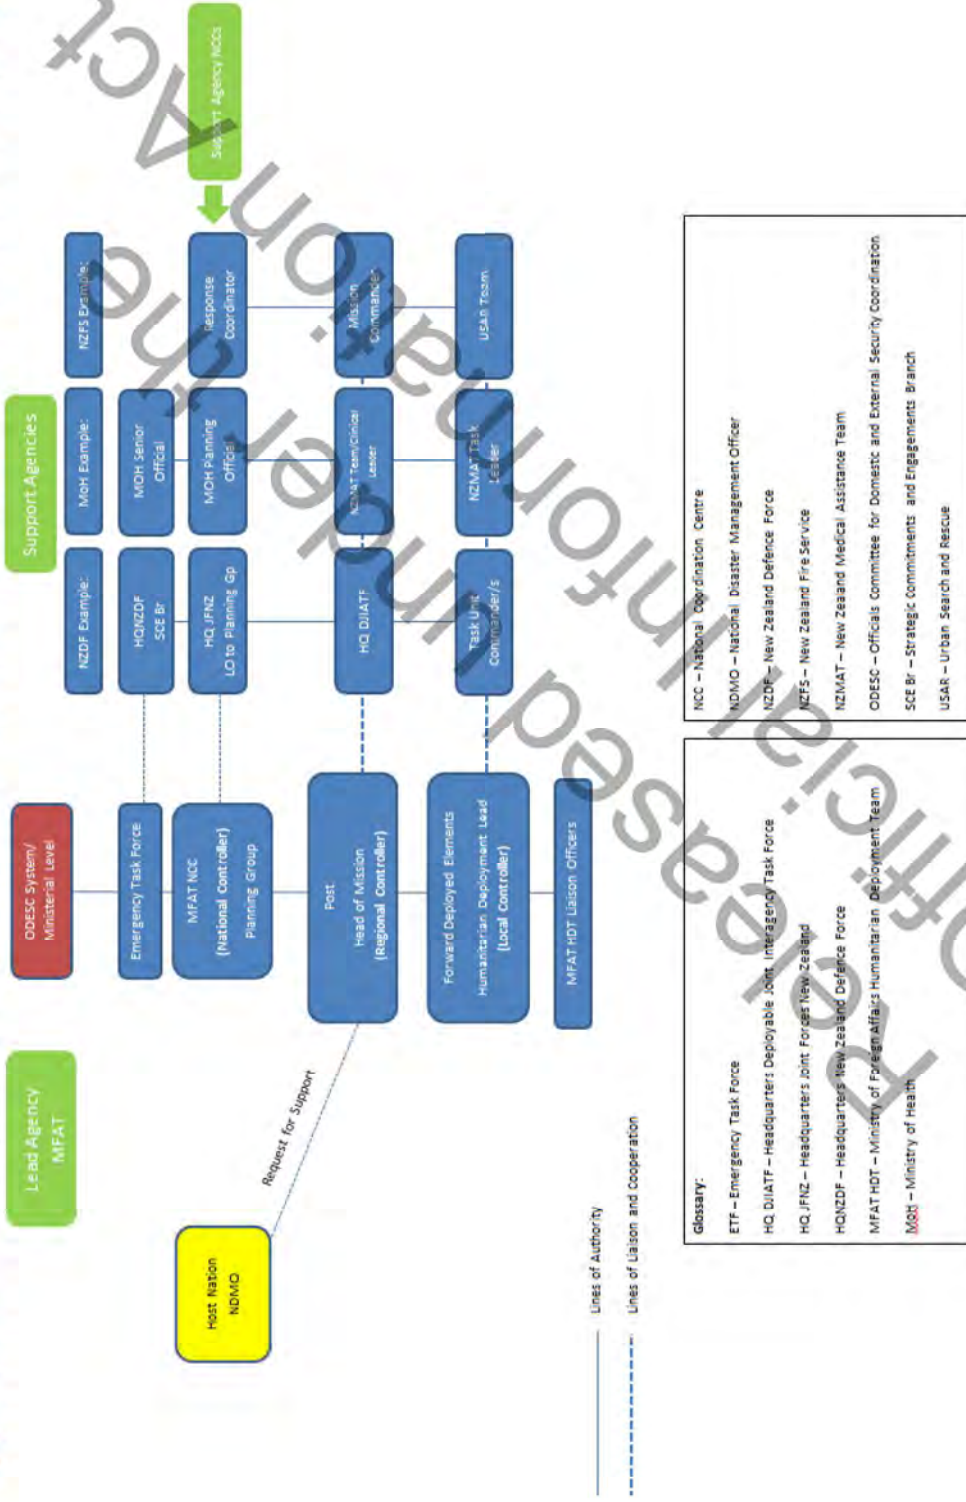 Lead Agency
MFAT
ODESC System/
Ministerial Level
Support Agencies
NZDF Example:
MoH Example:
NZFS Example:
Emergency Task Force
HQNZDF
SCE Br
MOH Senior
Official
Host Nation
NDMO
MFAT NCC
(National Controller)
Planning Group
HQ JFNZ
LO to Planning Gp
MOH Planning
Official
Response
Coordinator
Support Agency NCCs
Request for Support
Post
Head of Mission
(Regional Controller)
HQ DJIATF
NZMAT Team/Clinical
Leader
Mission
Commander
Forward Deployed Elements
Humanitarian Deployment Lead
(Local Controller)
Task Unit
Commander/s
NZMAT Task
Leader
USAR Team
MFAT HDT Liaison Officers
Lines of Authority
Lines of Liaison and Cooperation
Glossary:
ETF – Emergency Task Force
HQ DJIATF – Headquarters Deployable Joint Interagency Task Force
HQ JFNZ – Headquarters Joint Forces New Zealand
HQNZDF – Headquarters New Zealand Defence Force
MFAT HDT – Ministry of Foreign Affairs Humanitarian Deployment Team
MoH – Ministry of Health
NCC – National Coordination Centre
NDMO – National Disaster Management Officer
NZDF – New Zealand Defence Force
NZFS – New Zealand Fire Service
NZMAT – New Zealand Medical Assistance Team
ODESC – Officials Committee for Domestic and External Security Coordination
SCE Br – Strategic Commitments and Engagements Branch
USAR – Urban Search and Rescue
Released under the
Official Information Act